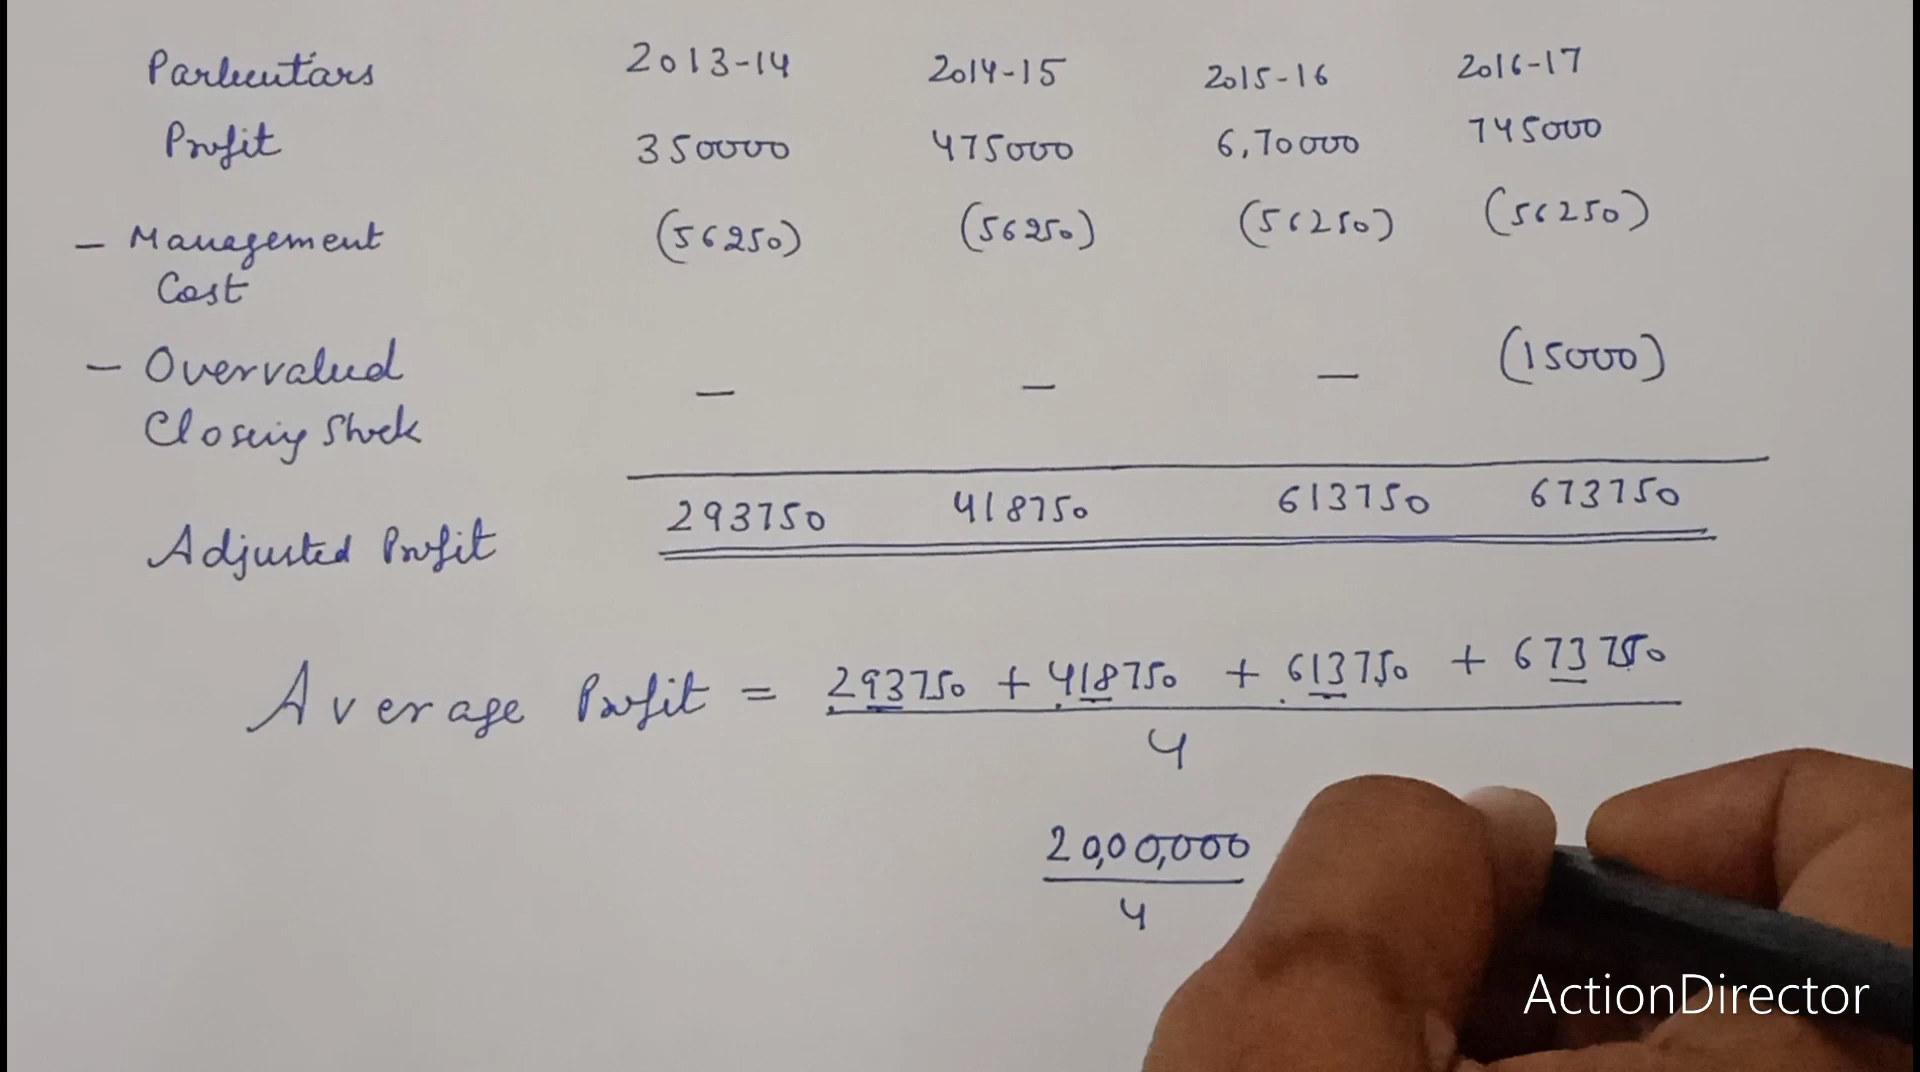 Particulars 2013-14 2014-15 2015-16 2016-17
Profit 350000 475000 6,70000 745000
- Management (56250) (56250) (56250) (56250)
Cost
- Overvalued - - - (15000)
Closing Stock
Adjusted Profit 293750 418750 613750 673750
Average Profit = 293750 + 418750 + 613750 + 673750
4
20,00,000
4
ActionDirector